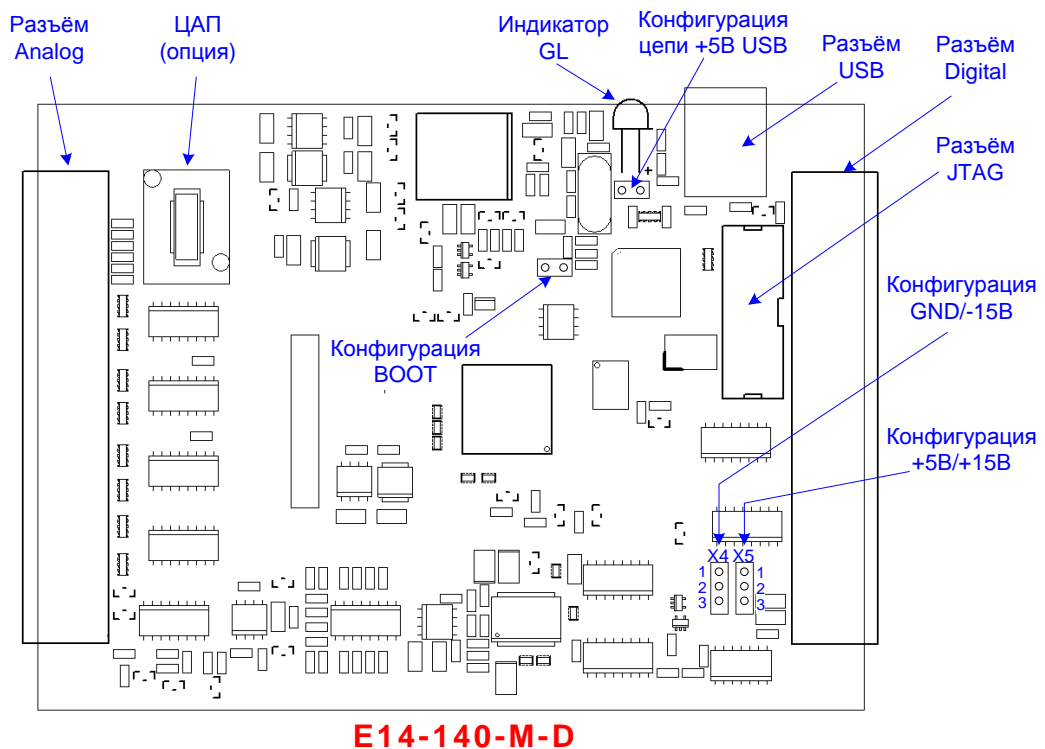 Разъём
Analog
ЦАП
(опция)
Индикатор
GL
Конфигурация
цепи +5В USB
Разъём
USB
Разъём
Digital
Разъём
JTAG
+
Конфигурация
GND/-15В
Конфигурация
BOOT
Конфигурация
+5В/+15В
X4 X5
1 1
2 2
3 3
E14-140-M-D